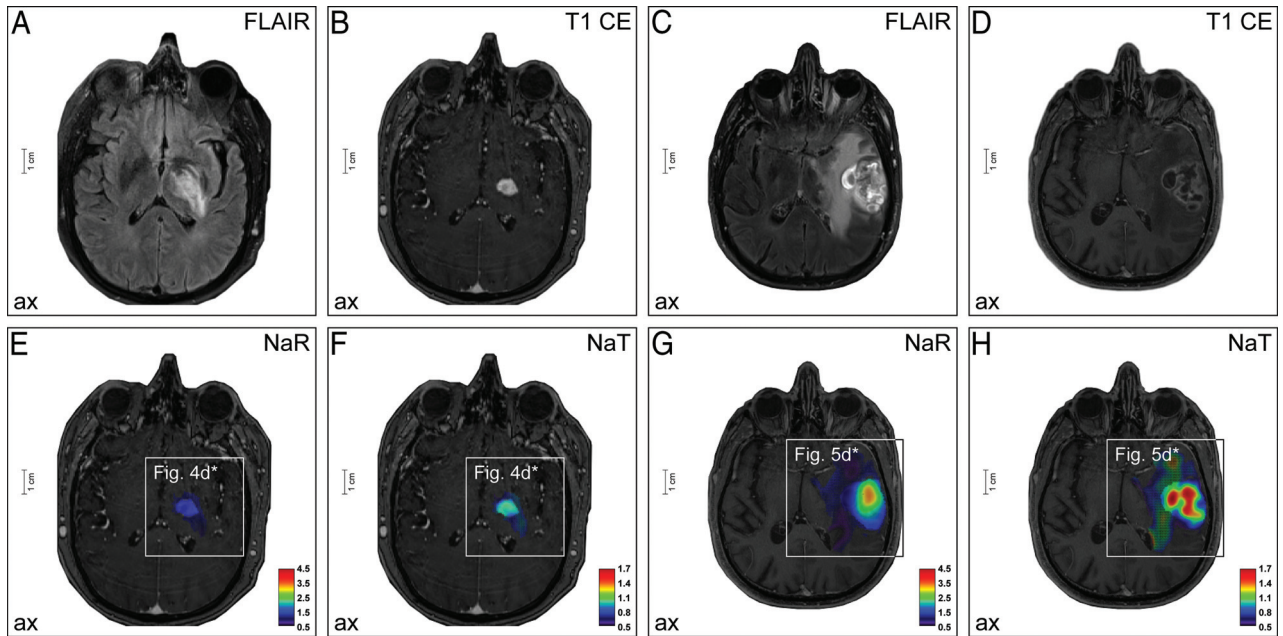 A FLAIR
1 cm
ax
B T1 CE
1 cm
ax
C FLAIR
1 cm
ax
D T1 CE
1 cm
ax
E NaR
Fig. 4d*
1 cm
4.5
3.5
2.5
1.5
0.5
ax
F NaT
Fig. 4d*
1 cm
1.7
1.4
1.1
0.8
0.5
ax
G NaR
Fig. 5d*
1 cm
4.5
3.5
2.5
1.5
0.5
ax
H NaT
Fig. 5d*
1 cm
1.7
1.4
1.1
0.8
0.5
ax